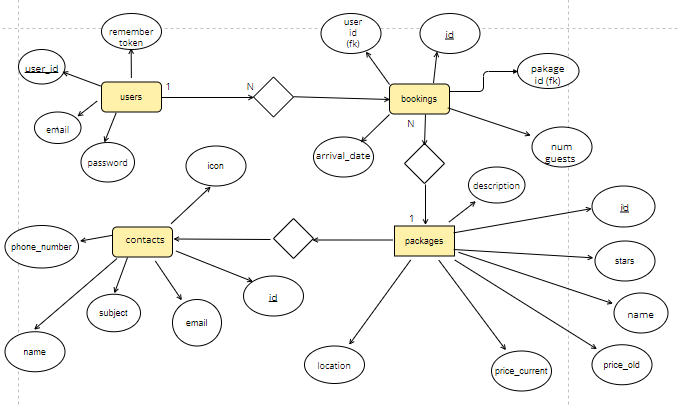 remember
token
user
id
(fk)
id
user_id
pakage
id (fk)
users
1
N
bookings
email
N
password
icon
arrival_date
num
guests
description
id
1
phone_number
contacts
packages
stars
id
subject
email
name
name
location
price_current
price_old